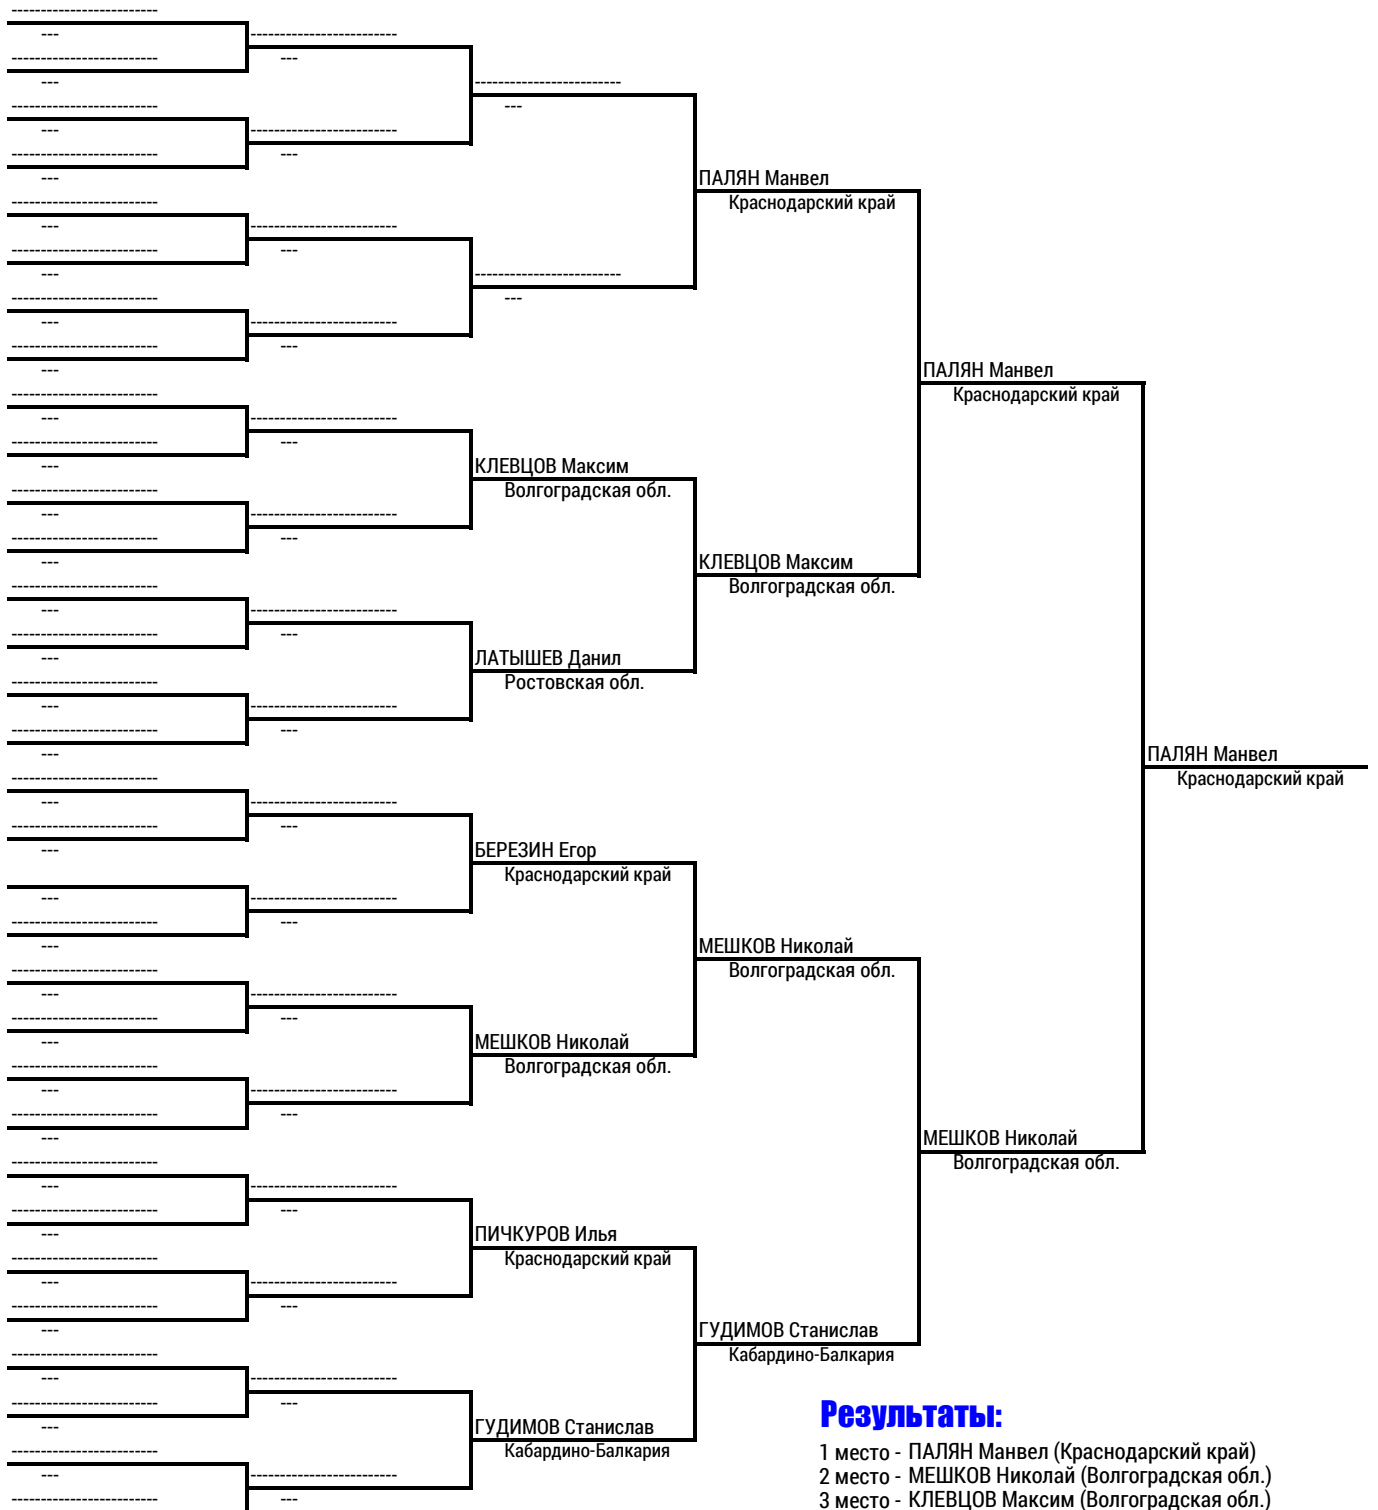 ПАЛЯН Манвел
Краснодарский край
ПАЛЯН Манвел
Краснодарский край
КЛЕВЦОВ Максим
Волгоградская обл.
КЛЕВЦОВ Максим
Волгоградская обл.
ЛАТЫШЕВ Данил
Ростовская обл.
ПАЛЯН Манвел
Краснодарский край
БЕРЕЗИН Егор
Краснодарский край
МЕШКОВ Николай
Волгоградская обл.
МЕШКОВ Николай
Волгоградская обл.
МЕШКОВ Николай
Волгоградская обл.
ПИЧКУРОВ Илья
Краснодарский край
ГУДИМОВ Станислав
Кабардино-Балкария
ГУДИМОВ Станислав
Кабардино-Балкария
Результаты:
1 место - ПАЛЯН Манвел (Краснодарский край)
2 место - МЕШКОВ Николай (Волгоградская обл.)
3 место - КЛЕВЦОВ Максим (Волгоградская обл.)